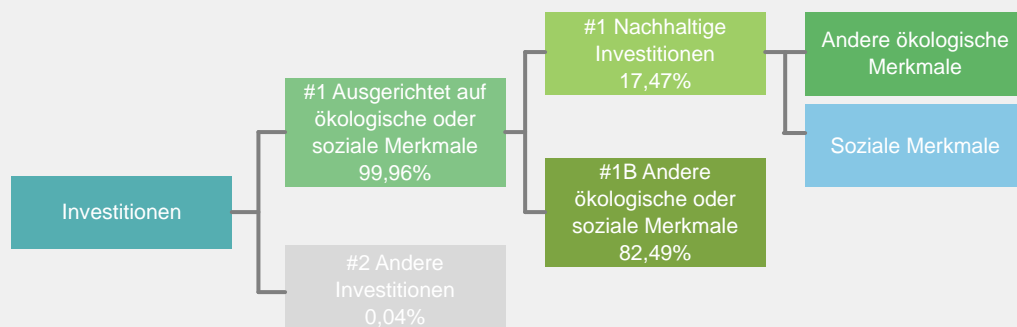 Investitionen
#1 Ausgerichtet auf
ökologische oder
soziale Merkmale
99,96%
#2 Andere
Investitionen
0,04%
#1 Nachhaltige
Investitionen
17,47%
#1B Andere
ökologische oder
soziale Merkmale
82,49%
Andere ökologische
Merkmale
Soziale Merkmale